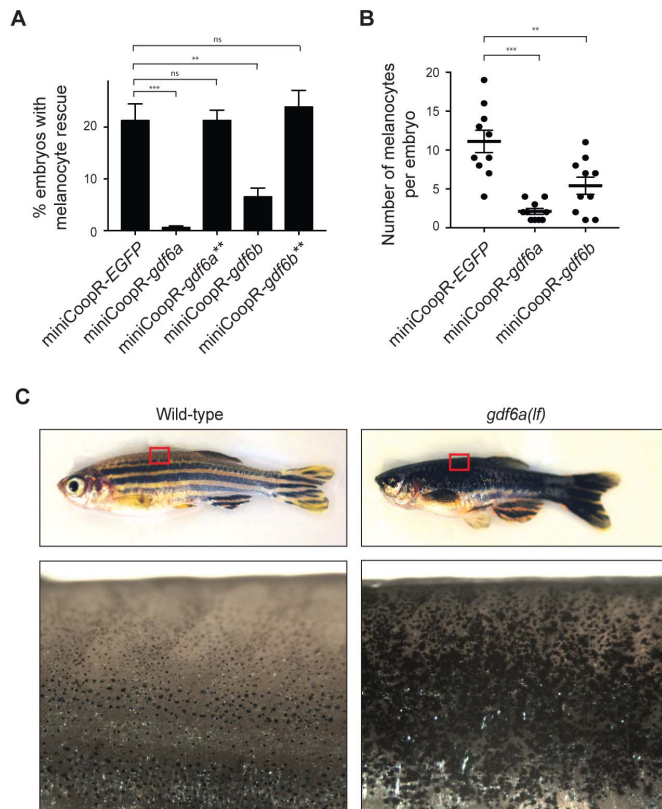 A
ns
**
ns
***
% embryos with
melanocyte rescue
20
10
0
miniCoopR-EGFP
miniCoopR-gdf6a
miniCoopR-gdf6a**
miniCoopR-gdf6b
miniCoopR-gdf6b**
B
**
***
Number of melanocytes
per embryo
20
15
10
5
0
miniCoopR-EGFP
miniCoopR-gdf6a
miniCoopR-gdf6b
C
Wild-type
gdf6a(lf)